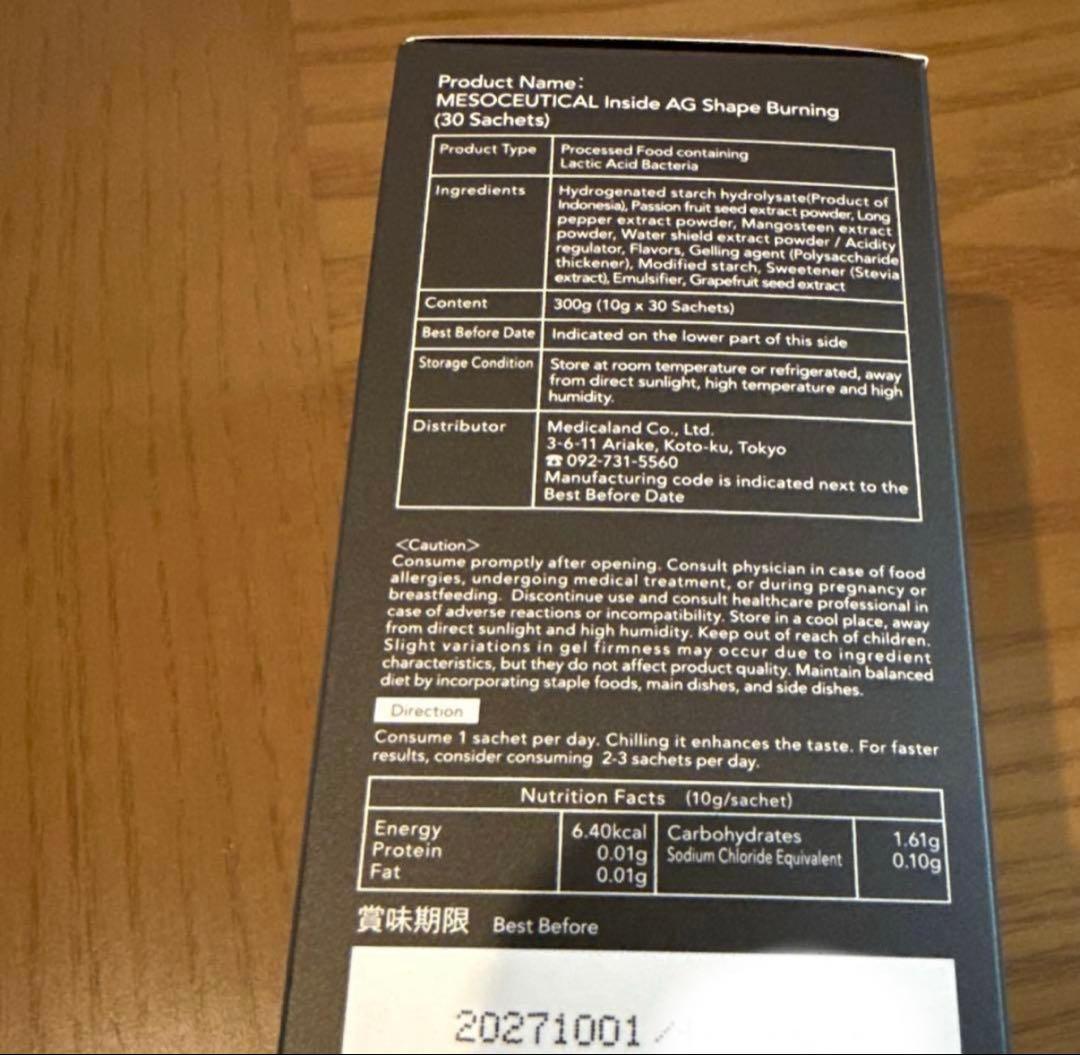 Product Name:
MESOCEUTICAL Inside AG Shape Burning
(30 Sachets)
Product Type
Processed Food containing
Lactic Acid Bacteria
Ingredients
Hydrogenated starch hydrolysate(Product of
Indonesia), Passion fruit seed extract powder, Long
pepper extract powder, Mangosteen extract
powder, Water shield extract powder / Acidity
regulator, Flavors, Gelling agent (Polysaccharide
thickener), Modified starch, Sweetener (Stevia
extract), Emulsifier, Grapefruit seed extract
Content
300g (10g x 30 Sachets)
Best Before Date
Indicated on the lower part of this side
Storage Condition
Store at room temperature or refrigerated, away
from direct sunlight, high temperature and high
humidity.
Distributor
Medicaland Co., Ltd.
3-6-11 Ariake, Koto-ku, Tokyo
☎ 092-731-5560
Manufacturing code is indicated next to the
Best Before Date
<Caution>
Consume promptly after opening. Consult physician in case of food
allergies, undergoing medical treatment, or during pregnancy or
breastfeeding. Discontinue use and consult healthcare professional in
case of adverse reactions or incompatibility. Store in a cool place, away
from direct sunlight and high humidity. Keep out of reach of children.
Slight variations in gel firmness may occur due to ingredient
characteristics, but they do not affect product quality. Maintain balanced
diet by incorporating staple foods, main dishes, and side dishes.
Direction
Consume 1 sachet per day. Chilling it enhances the taste. For faster
results, consider consuming 2-3 sachets per day.
Nutrition Facts (10g/sachet)
Energy 6.40kcal
Protein 0.01g
Fat 0.01g
Carbohydrates 1.61g
Sodium Chloride Equivalent 0.10g
賞味期限 Best Before
20271001